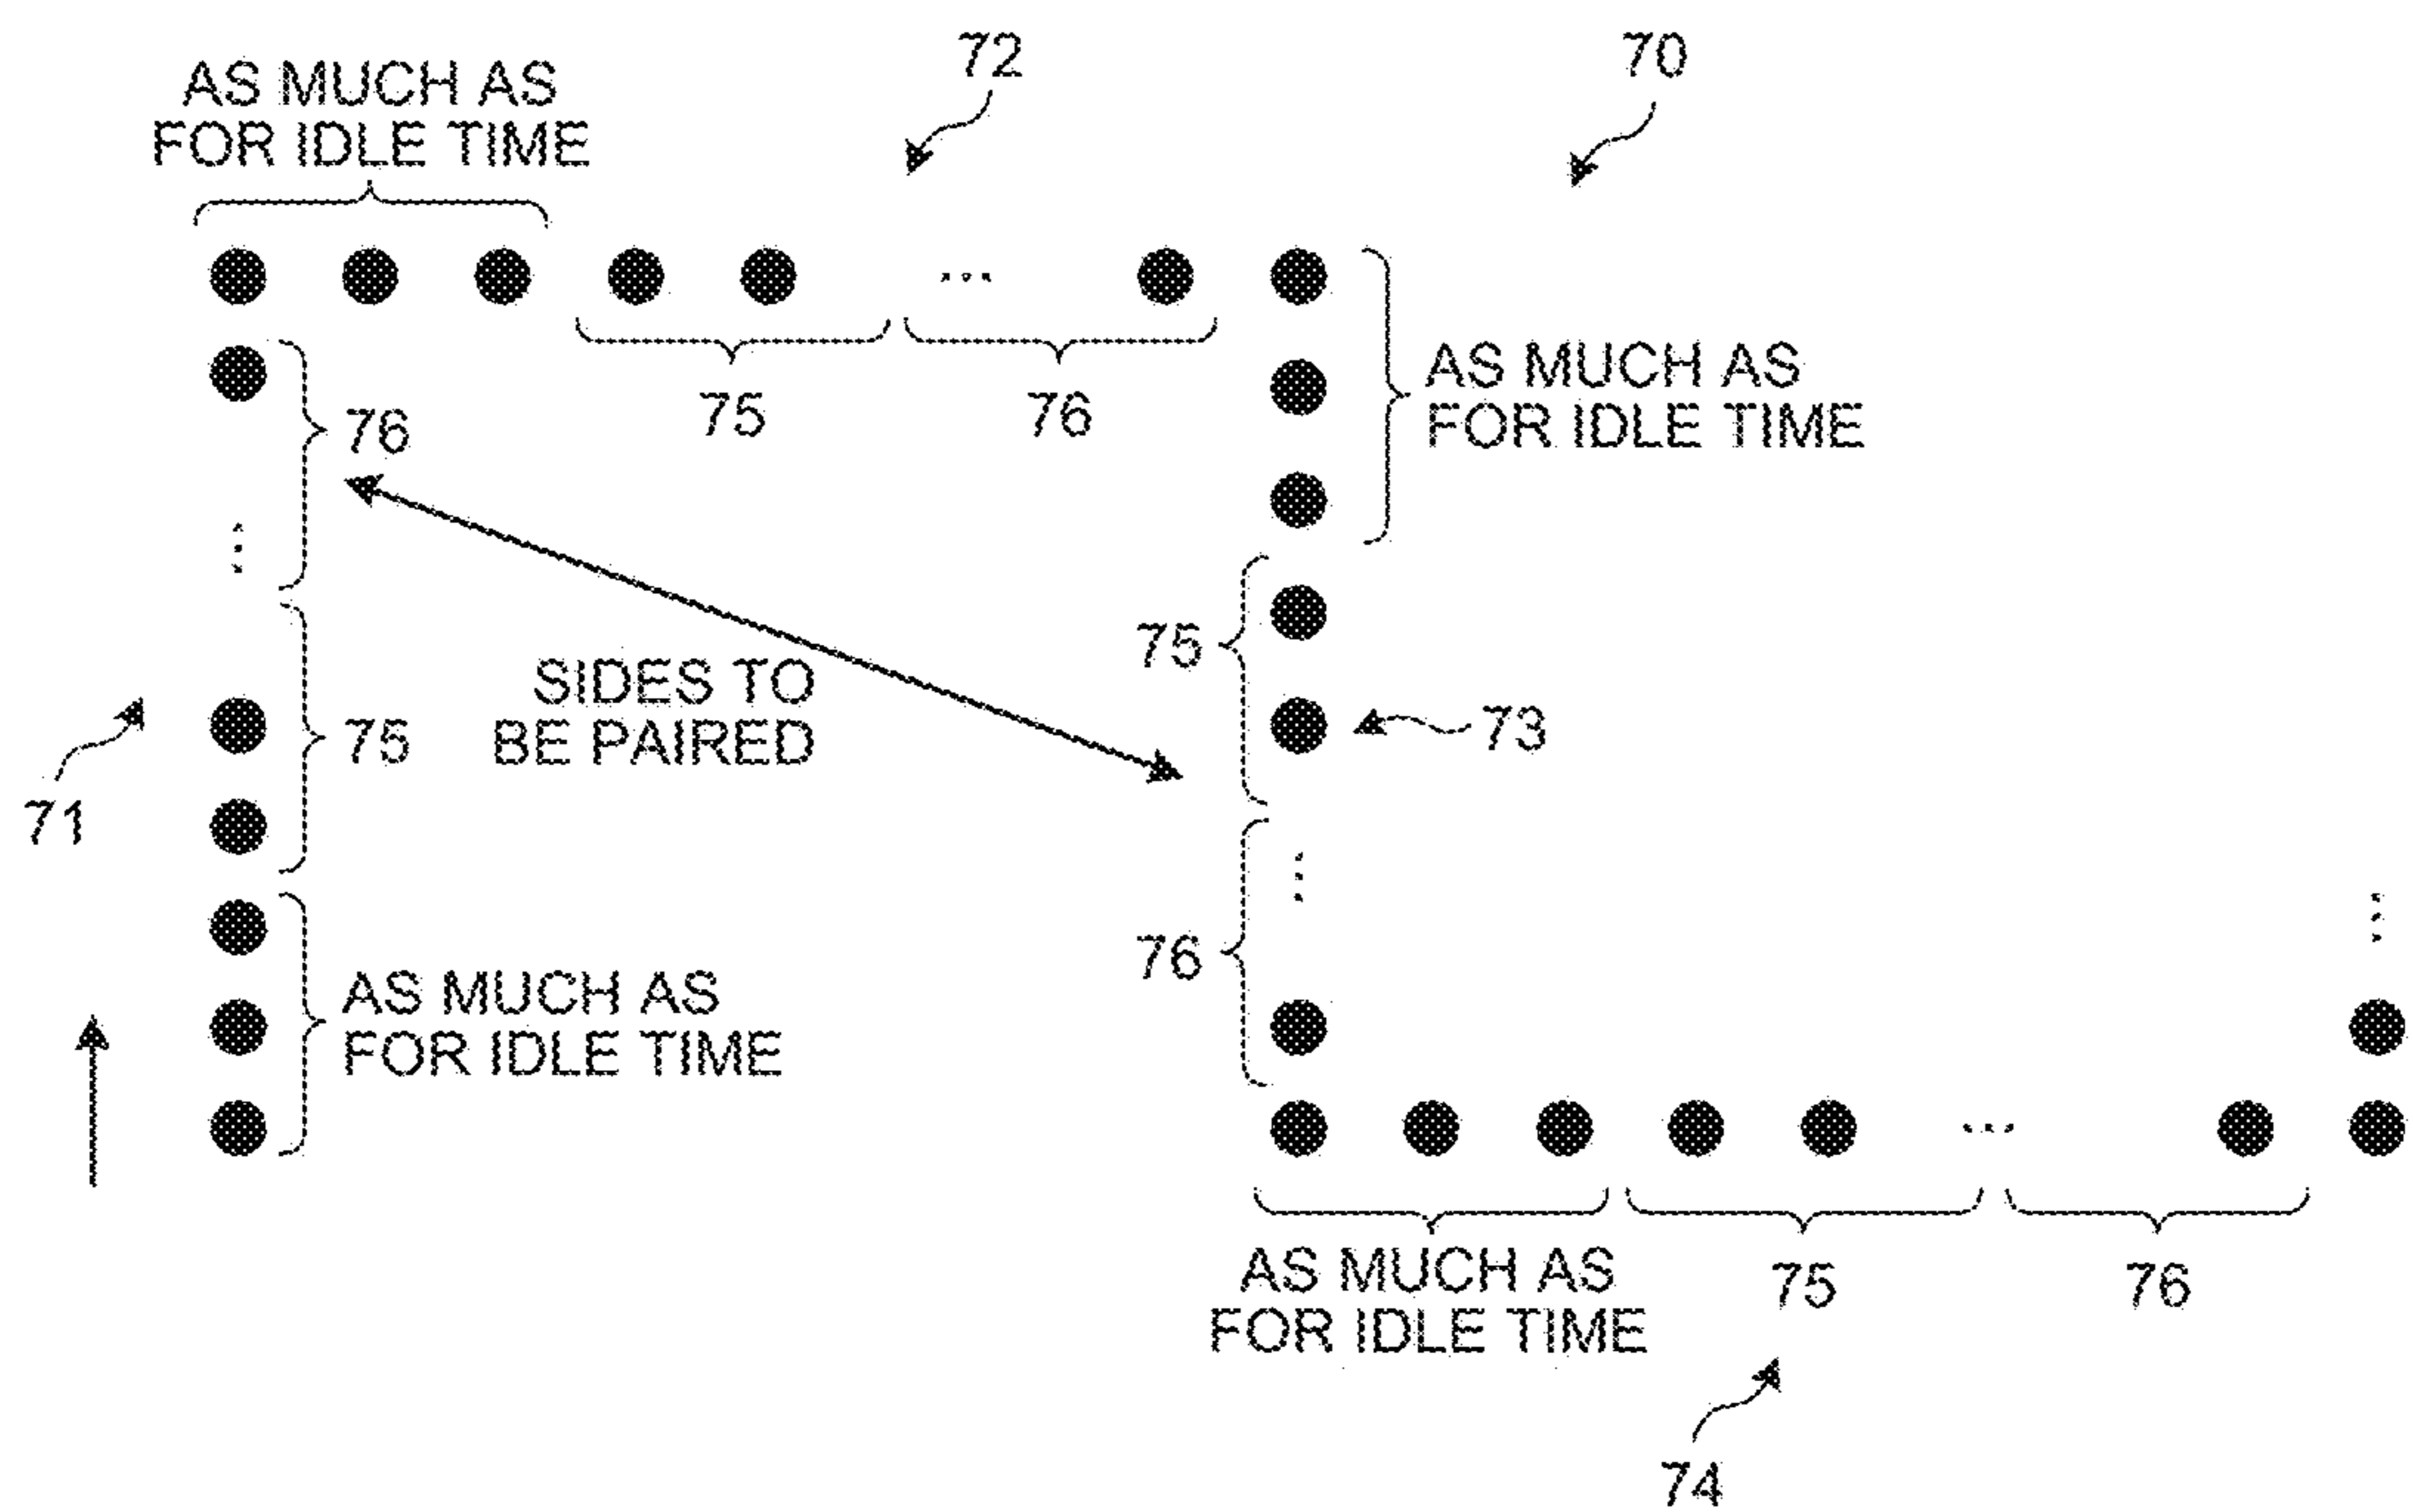 72
70
AS MUCH AS
FOR IDLE TIME
...
75
76
AS MUCH AS
FOR IDLE TIME
76
...
75
SIDES TO
BE PAIRED
75
73
71
...
76
...
AS MUCH AS
FOR IDLE TIME
...
AS MUCH AS
FOR IDLE TIME
75
76
74